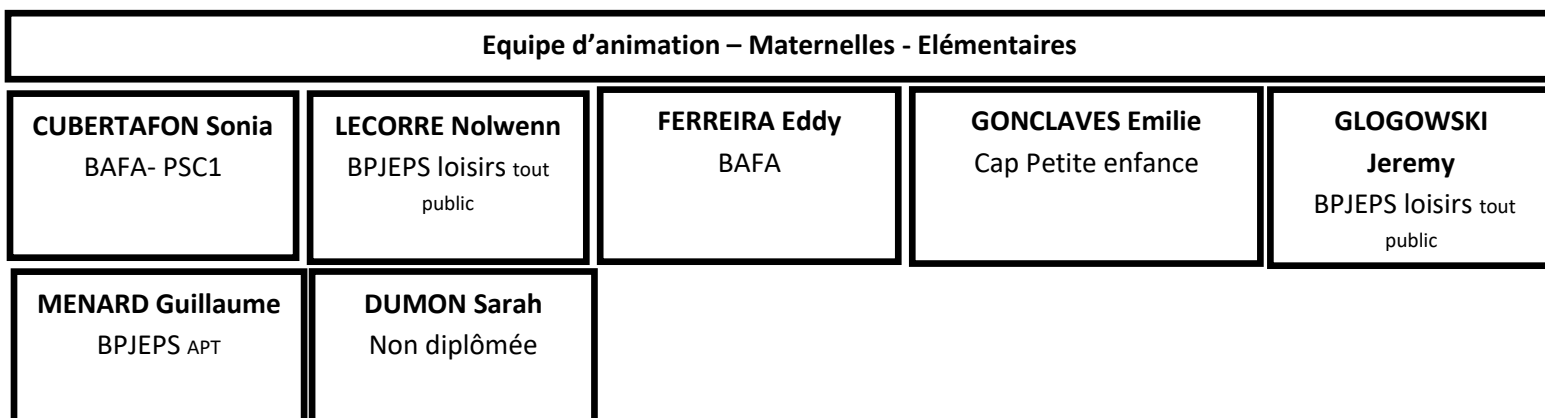 Equipe d’animation – Maternelles - Elémentaires
CUBERTAFON Sonia
BAFA- PSC1
LECORRE Nolwenn
BPJEPS loisirs tout
public
FERREIRA Eddy
BAFA
GONCLAVES Emilie
Cap Petite enfance
GLOGOWSKI
Jeremy
BPJEPS loisirs tout
public
MENARD Guillaume
BPJEPS APT
DUMON Sarah
Non diplômée